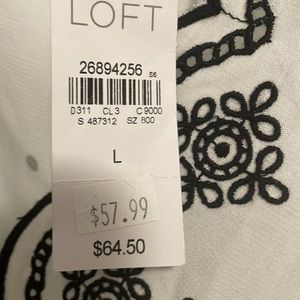 LOFT
26894256 S6
D311 CL3 C9000
S 487312 SZ 800
L
$57.99
$64.50